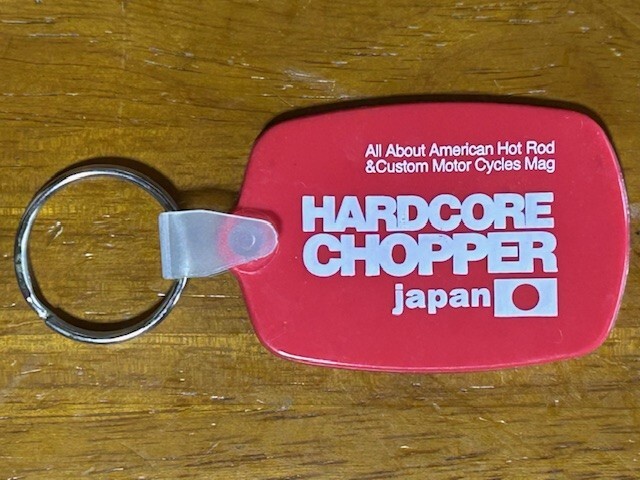 All About American Hot Rod
&Custom Motor Cycles Mag
HARDCORE
CHOPPER
japan